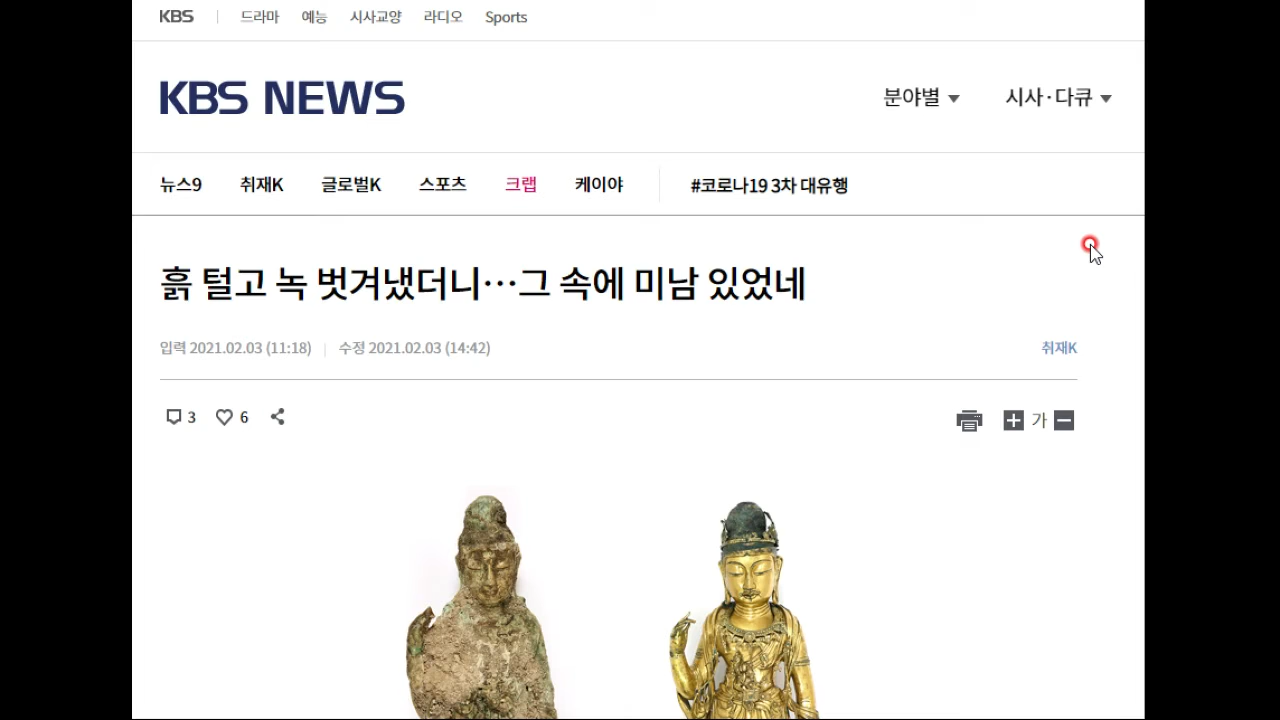 KBS 드라마 예능 시사교양 라디오 Sports
KBS NEWS 분야별 시사·다큐
뉴스9 취재K 글로벌K 스포츠 크랩 케이야 #코로나19 3차 대유행
흙 털고 녹 벗겨냈더니…그 속에 미남 있었네
입력 2021.02.03 (11:18) 수정 2021.02.03 (14:42) 취재K
3 6 가